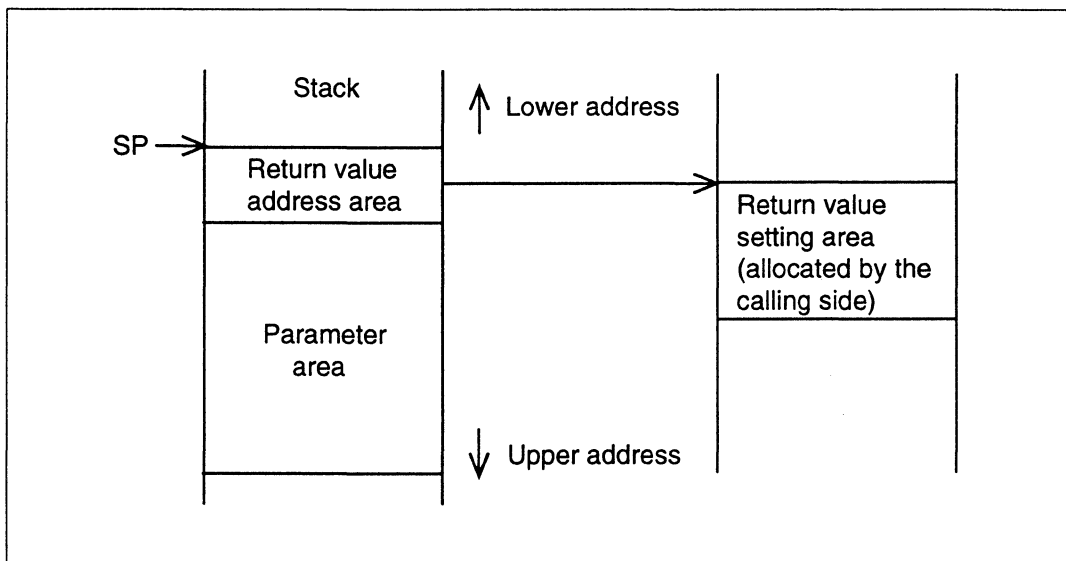 Stack
Lower address
SP
Return value
address area
Return value
setting area
(allocated by the
calling side)
Parameter
area
Upper address